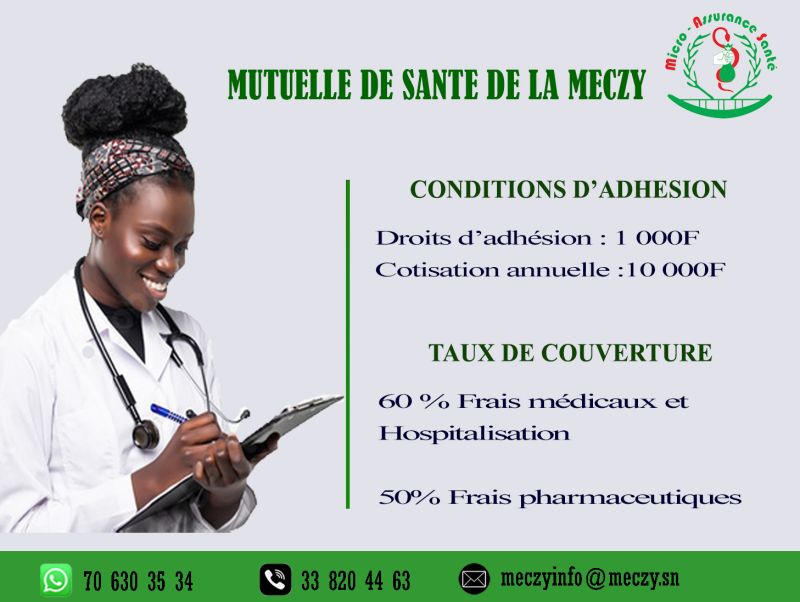 Micro - Assurance Santé
MUTUELLE DE SANTE DE LA MECZY
CONDITIONS D’ADHESION
Droits d’adhésion : 1 000F
Cotisation annuelle :10 000F
TAUX DE COUVERTURE
60 % Frais médicaux et
Hospitalisation
50% Frais pharmaceutiques
70 630 35 34
33 820 44 63
meczyinfo@meczy.sn